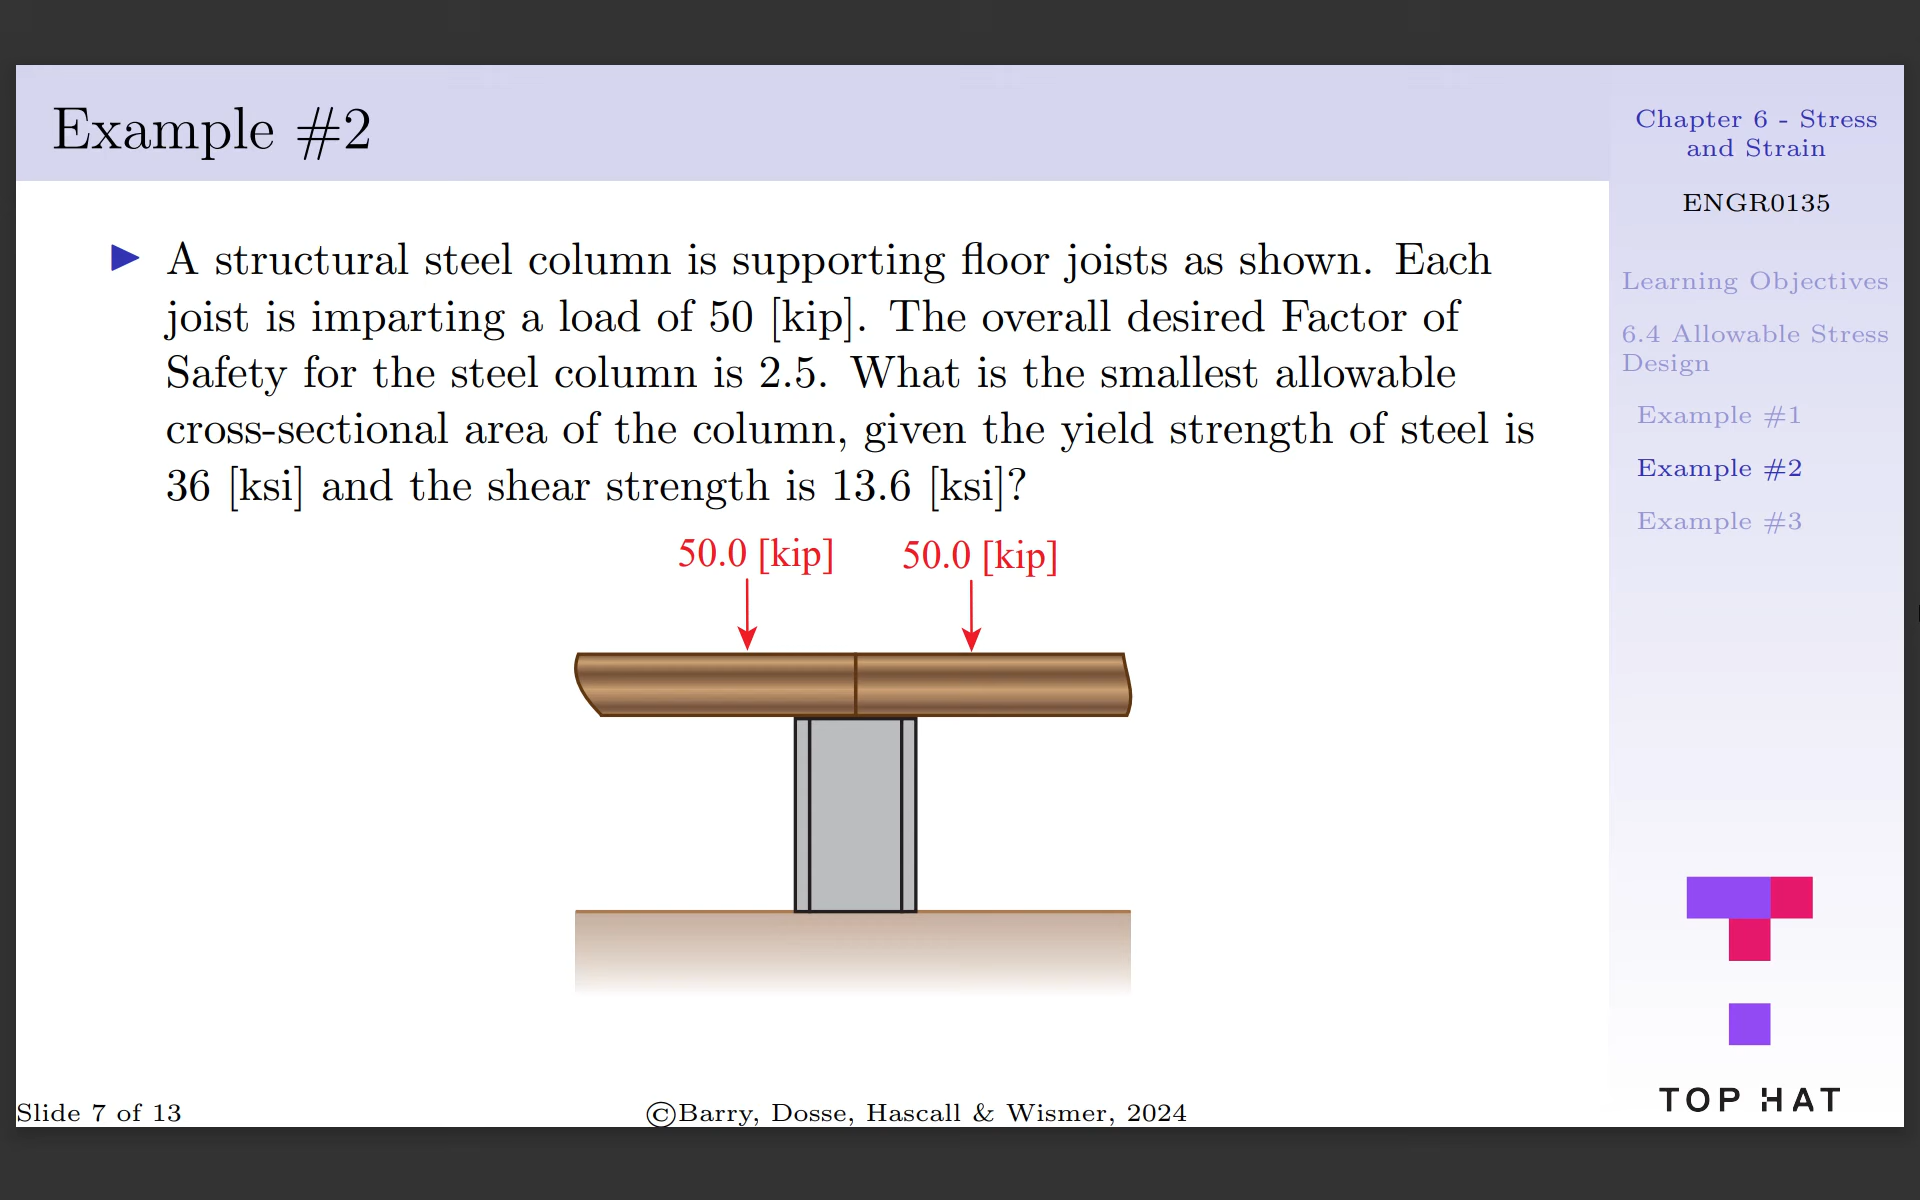 Example #2
▶ A structural steel column is supporting floor joists as shown. Each
joist is imparting a load of 50 [kip]. The overall desired Factor of
Safety for the steel column is 2.5. What is the smallest allowable
cross-sectional area of the column, given the yield strength of steel is
36 [ksi] and the shear strength is 13.6 [ksi]?
50.0 [kip] 50.0 [kip]
Slide 7 of 13
©Barry, Dosse, Hascall & Wismer, 2024
Chapter 6 - Stress
and Strain
ENGR0135
Learning Objectives
6.4 Allowable Stress
Design
Example #1
Example #2
Example #3
TOP HAT